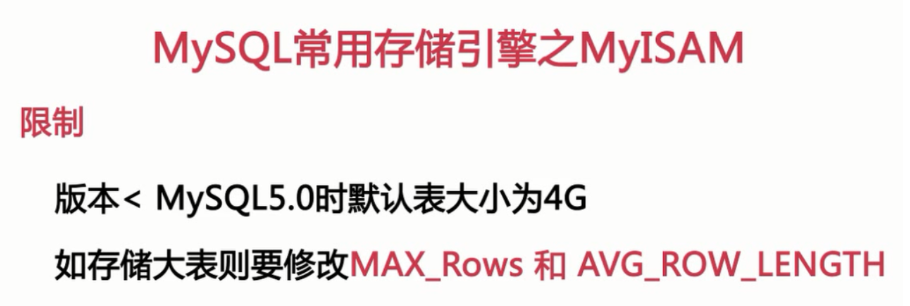 MySQL常用存储引擎之MyISAM
限制
版本< MySQL5.0时默认表大小为4G
如存储大表则要修改MAX_Rows 和 AVG_ROW_LENGTH